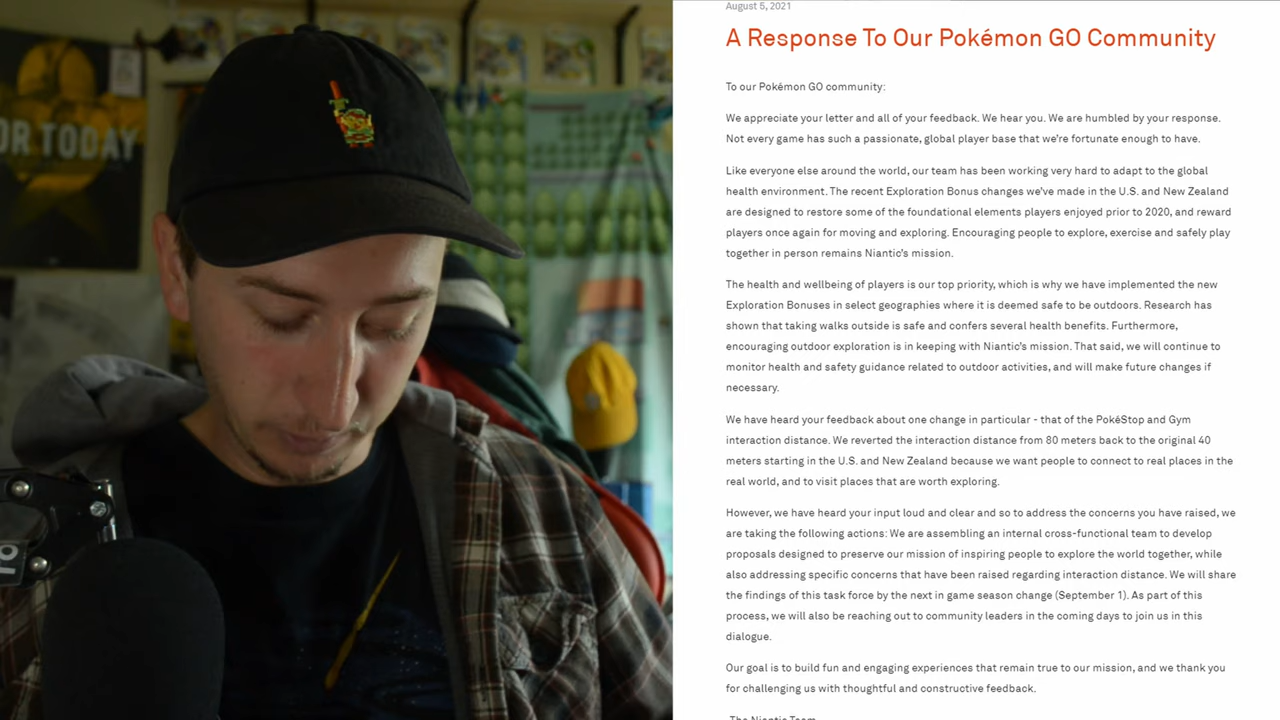 OR TODAY
August 5, 2021
A Response To Our Pokémon GO Community
To our Pokémon GO community:
We appreciate your letter and all of your feedback. We hear you. We are humbled by your response.
Not every game has such a passionate, global player base that we're fortunate enough to have.
Like everyone else around the world, our team has been working very hard to adapt to the global
health environment. The recent Exploration Bonus changes we've made in the U.S. and New Zealand
are designed to restore some of the foundational elements players enjoyed prior to 2020, and reward
players once again for moving and exploring. Encouraging people to explore, exercise and safely play
together in person remains Niantic's mission.
The health and wellbeing of players is our top priority, which is why we have implemented the new
Exploration Bonuses in select geographies where it is deemed safe to be outdoors. Research has
shown that taking walks outside is safe and confers several health benefits. Furthermore,
encouraging outdoor exploration is in keeping with Niantic's mission. That said, we will continue to
monitor health and safety guidance related to outdoor activities, and will make future changes if
necessary.
We have heard your feedback about one change in particular - that of the PokéStop and Gym
interaction distance. We reverted the interaction distance from 80 meters back to the original 40
meters starting in the U.S. and New Zealand because we want people to connect to real places in the
real world, and to visit places that are worth exploring.
However, we have heard your input loud and clear and so to address the concerns you have raised, we
are taking the following actions: We are assembling an internal cross-functional team to develop
proposals designed to preserve our mission of inspiring people to explore the world together, while
also addressing specific concerns that have been raised regarding interaction distance. We will share
the findings of this task force by the next in game season change (September 1). As part of this
process, we will also be reaching out to community leaders in the coming days to join us in this
dialogue.
Our goal is to build fun and engaging experiences that remain true to our mission, and we thank you
for challenging us with thoughtful and constructive feedback.
-The Niantic Team